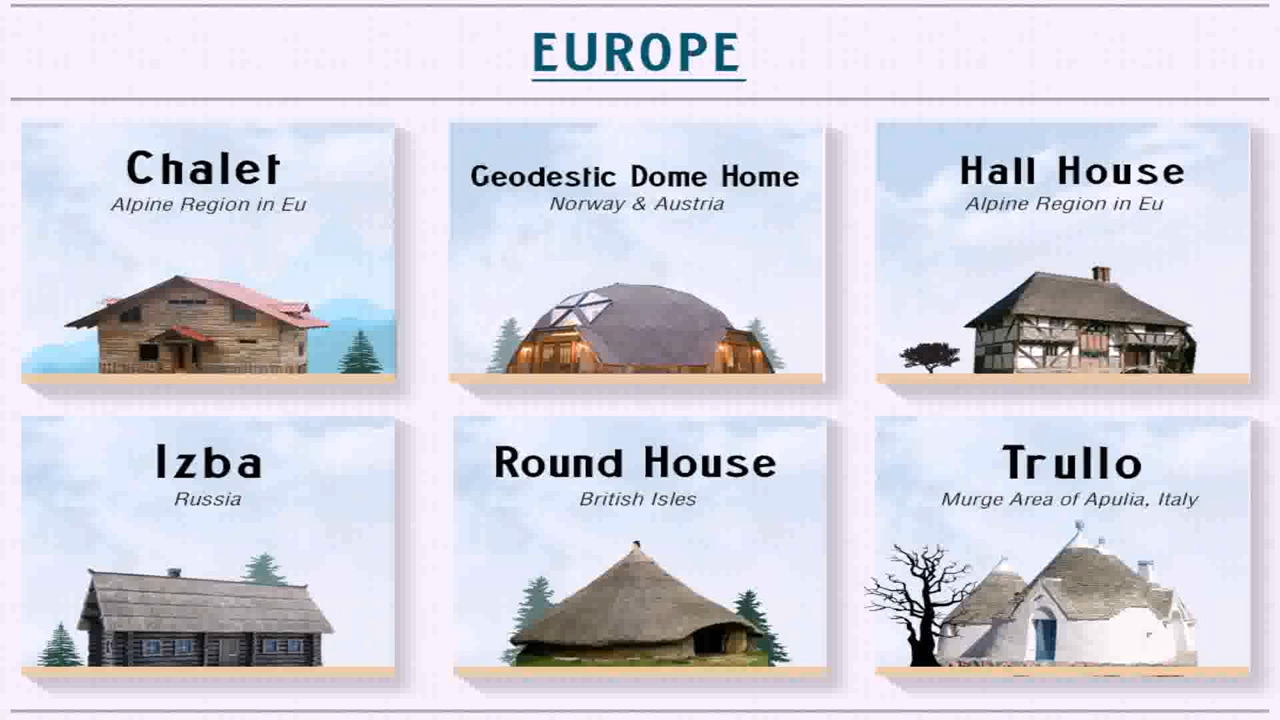 EUROPE
Chalet
Alpine Region in Eu
Geodestic Dome Home
Norway & Austria
Hall House
Alpine Region in Eu
Izba
Russia
Round House
British Isles
Trullo
Murge Area of Apulia, Italy